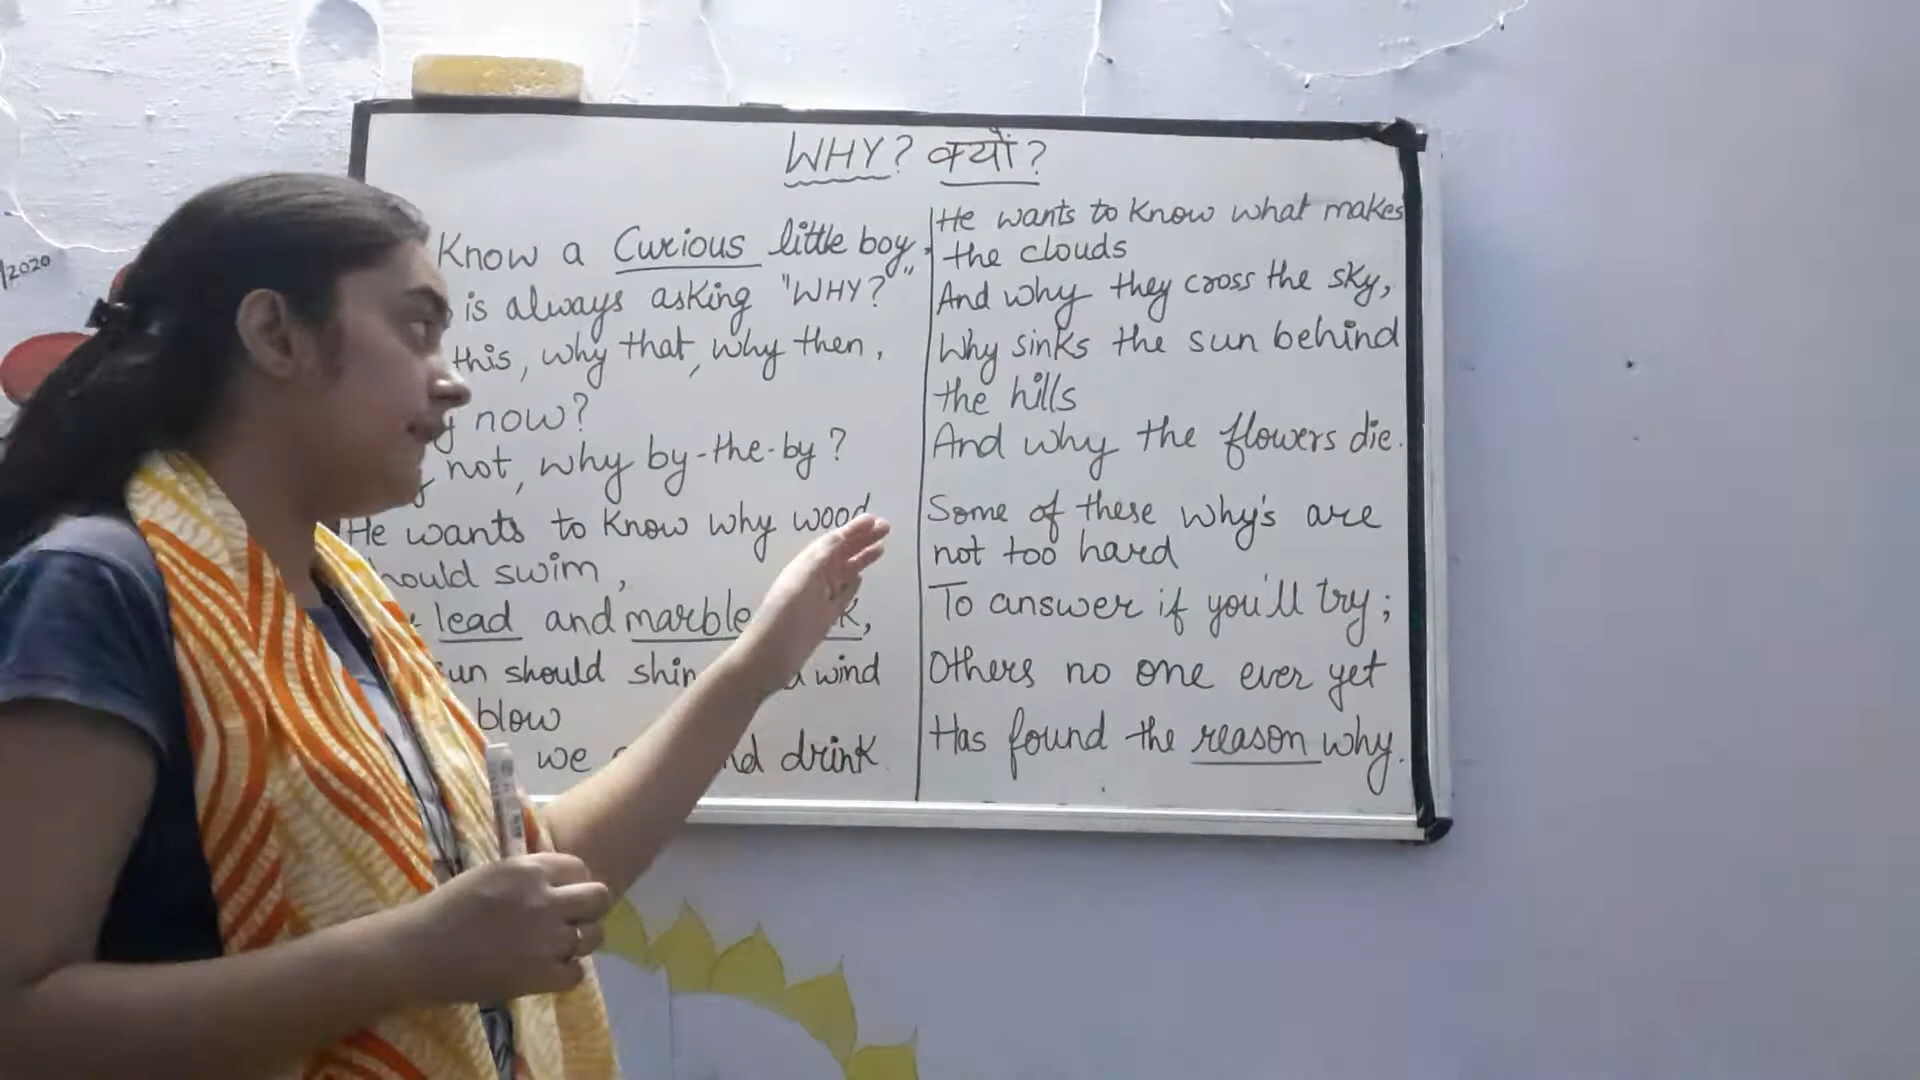 WHY? क्यों?
Know a Curious little boy,
is always asking "WHY?"
this, why that, why then,
now?
not, why by-the-by?
He wants to know why wood
should swim,
lead and marble
should shine wind
blow
we and drink
He wants to know what makes
the clouds
And why they cross the sky,
Why sinks the sun behind
the hills
And why the flowers die.
Some of these why's are
not too hard
To answer if you'll try;
Others no one ever yet
Has found the reason why.
/2020